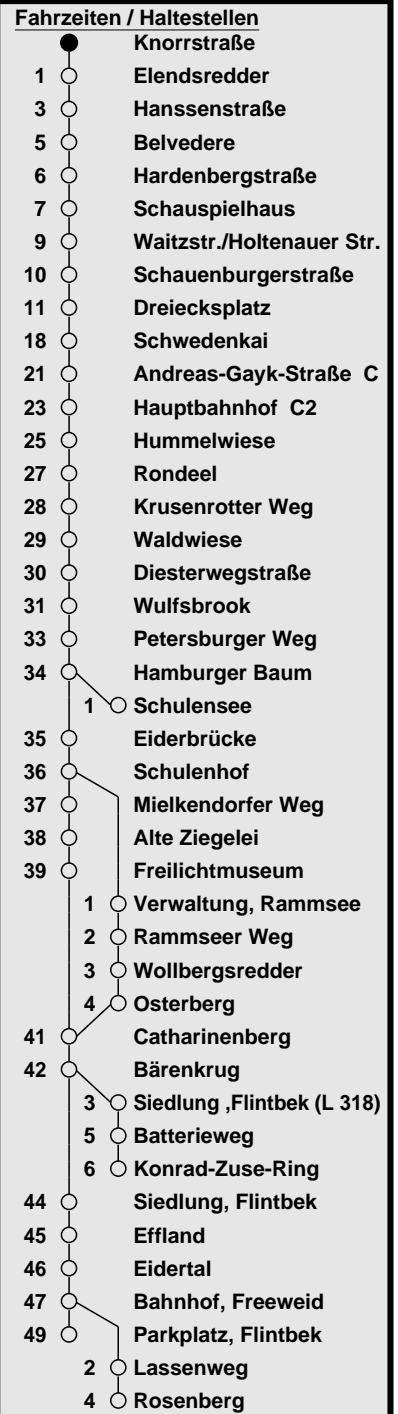 Fahrzeiten / Haltestellen
Knorrstraße
1 Elendsredder
3 Hanssenstraße
5 Belvedere
6 Hardenbergstraße
7 Schauspielhaus
9 Waitzstr./Holtenauer Str.
10 Schauenburgerstraße
11 Dreiecksplatz
18 Schwedenkai
21 Andreas-Gayk-Straße C
23 Hauptbahnhof C2
25 Hummelwiese
27 Rondeel
28 Krusenrotter Weg
29 Waldwiese
30 Diesterwegstraße
31 Wulfsbrook
33 Petersburger Weg
34 Hamburger Baum
1 Schulensee
35 Eiderbrücke
36 Schulenhof
37 Mielkendorfer Weg
38 Alte Ziegelei
39 Freilichtmuseum
1 Verwaltung, Rammsee
2 Rammseer Weg
3 Wollbergsredder
4 Osterberg
41 Catharinenberg
42 Bärenkrug
3 Siedlung ,Flintbek (L 318)
5 Batterieweg
6 Konrad-Zuse-Ring
44 Siedlung, Flintbek
45 Effland
46 Eidertal
47 Bahnhof, Freeweid
49 Parkplatz, Flintbek
2 Lassenweg
4 Rosenberg